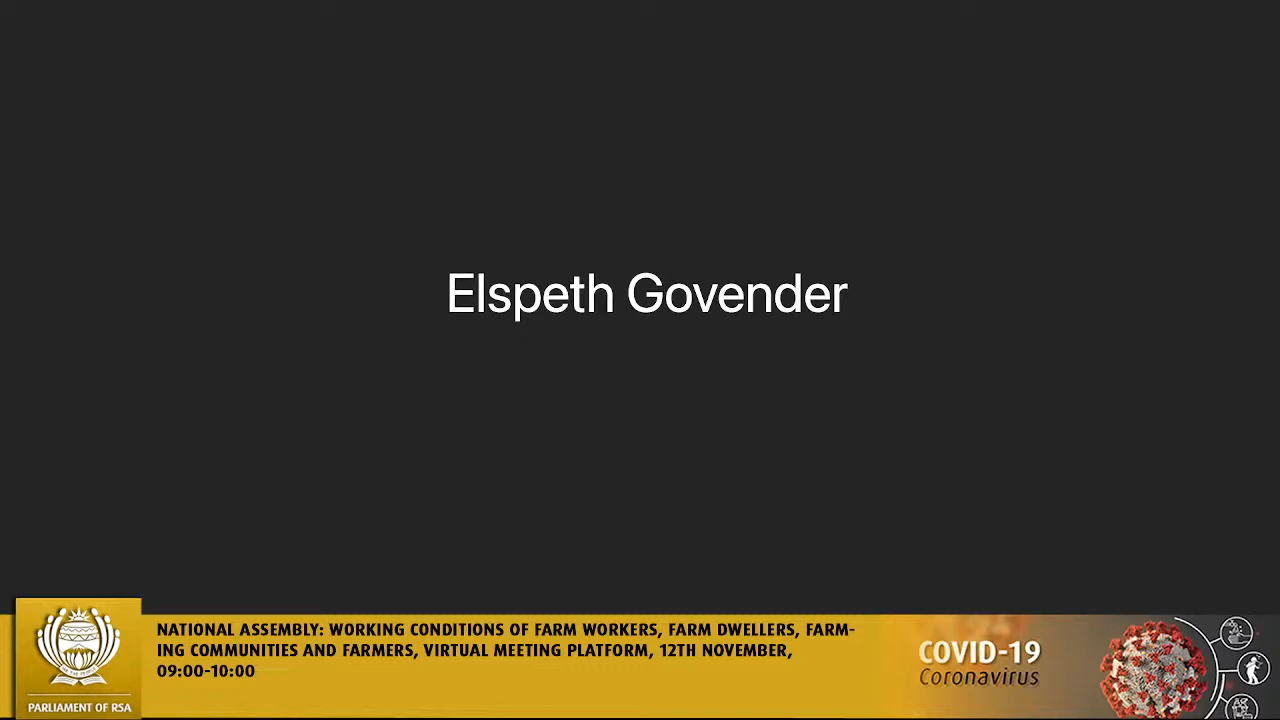 Elspeth Govender
NATIONAL ASSEMBLY: WORKING CONDITIONS OF FARM WORKERS, FARM DWELLERS, FARM-
ING COMMUNITIES AND FARMERS, VIRTUAL MEETING PLATFORM, 12TH NOVEMBER,
09:00-10:00
PARLIAMENT OF RSA
COVID-19
Coronavirus